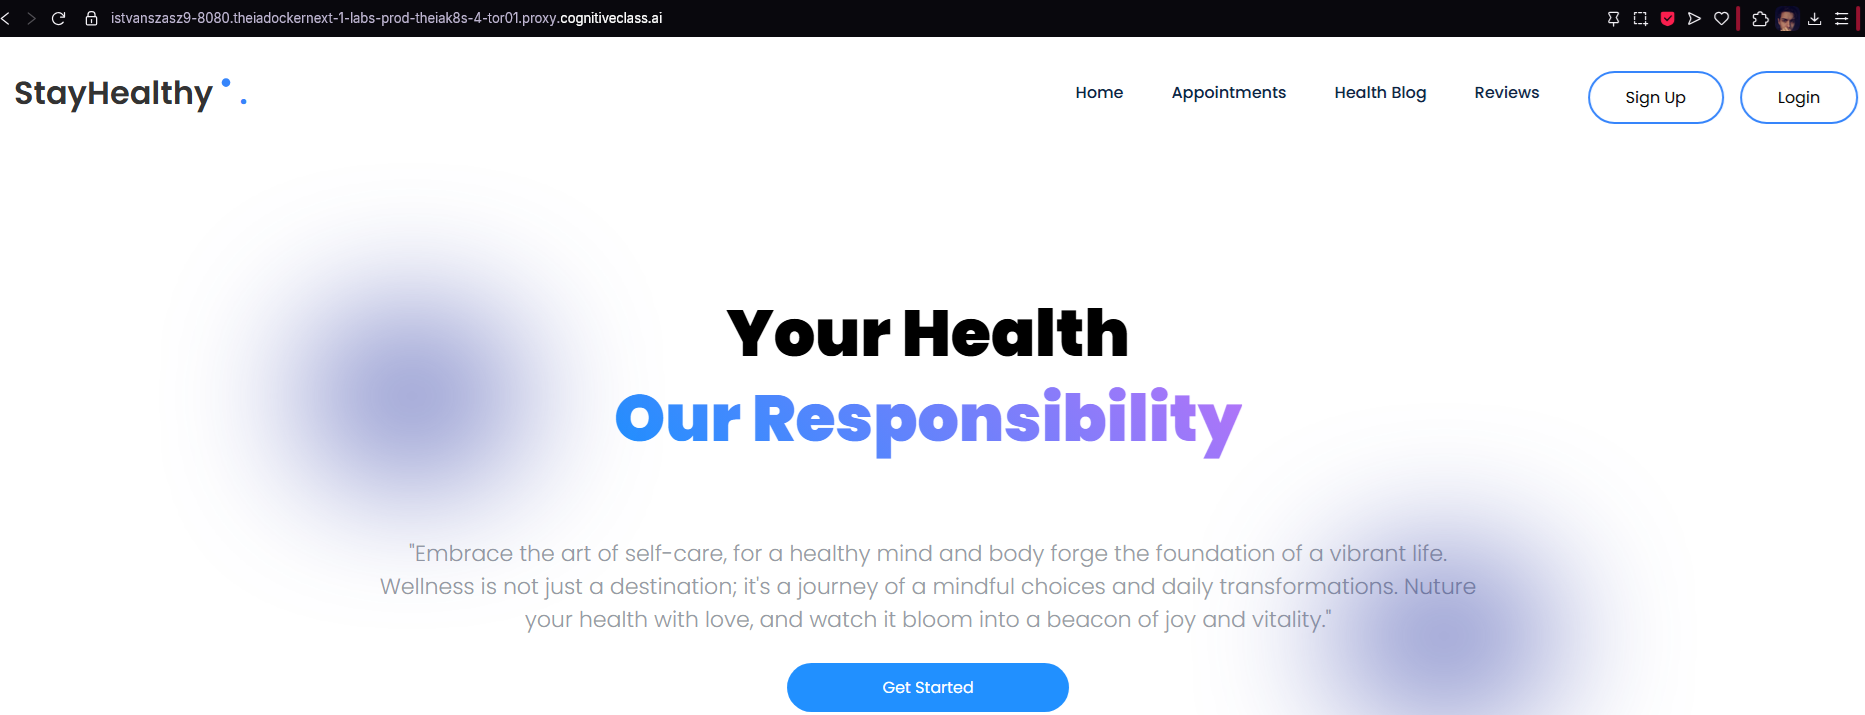 istvanszasz9-8080.theiadockernext-1-labs-prod-theiak8s-4-tor01.proxy.cognitiveclass.ai
StayHealthy
Home Appointments Health Blog Reviews Sign Up Login
Your Health
Our Responsibility
"Embrace the art of self-care, for a healthy mind and body forge the foundation of a vibrant life.
Wellness is not just a destination; it's a journey of a mindful choices and daily transformations. Nuture
your health with love, and watch it bloom into a beacon of joy and vitality."
Get Started